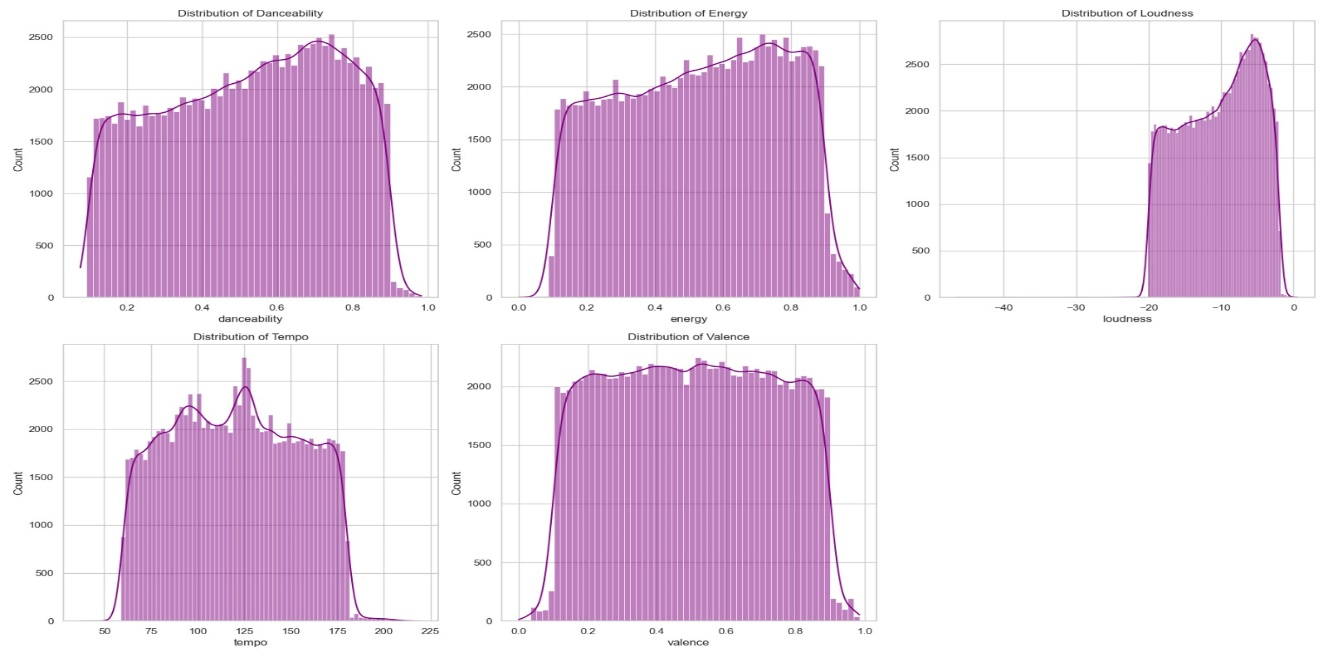 Distribution of Danceability
Count
2500
2000
1500
1000
500
0
0.2 0.4 0.6 0.8 1.0
danceability
Distribution of Energy
Count
2500
2000
1500
1000
500
0
0.0 0.2 0.4 0.6 0.8 1.0
energy
Distribution of Loudness
Count
2500
2000
1500
1000
500
0
−40 −30 −20 −10 0
loudness
Distribution of Tempo
Count
2500
2000
1500
1000
500
0
50 75 100 125 150 175 200 225
tempo
Distribution of Valence
Count
2000
1500
1000
500
0
0.0 0.2 0.4 0.6 0.8 1.0
valence